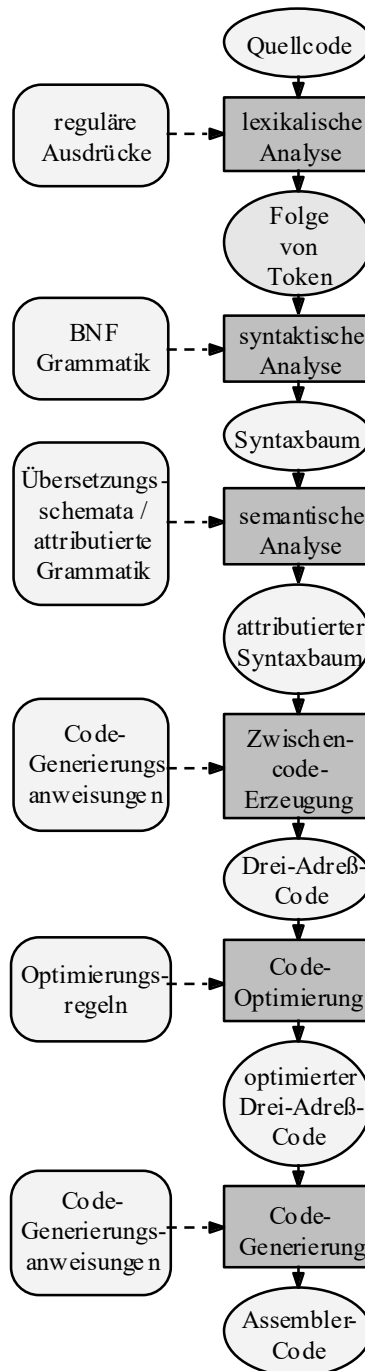 Quellcode
reguläre
Ausdrücke
lexikalische
Analyse
Folge
von
Token
BNF
Grammatik
syntaktische
Analyse
Syntaxbaum
Übersetzungs-
schemata /
attributierte
Grammatik
semantische
Analyse
attributierter
Syntaxbaum
Code-
Generierungs
anweisungen
Zwischen-
code-
Erzeugung
Drei-Adreß-
Code
Optimierungs-
regeln
Code-
Optimierung
optimierter
Drei-Adreß-
Code
Code-
Generierungs-
anweisungen
Code-
Generierung
Assembler-
Code